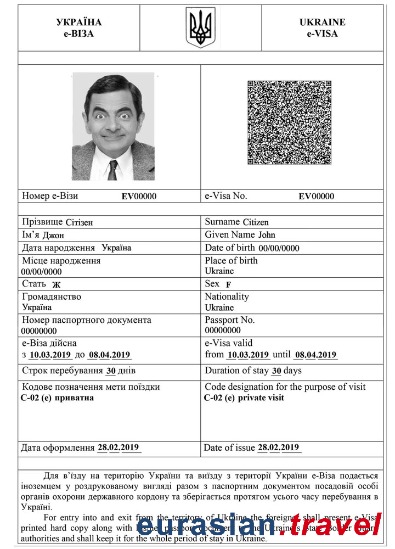 УКРАЇНА
е-ВІЗА
UKRAINE
e-VISA
Номер е-Візи EV00000
e-Visa No. EV00000
Прізвище Citizen
Surname Citizen
Ім’я Джон
Given Name John
Дата народження Україна
Date of birth 00/00/0000
Місце народження
00/00/0000
Place of birth
Ukraine
Стать Ж
Sex F
Громадянство
Україна
Nationality
Ukraine
Номер паспортного документа
00000000
Passport No.
00000000
е-Віза дійсна
з 10.03.2019 до 08.04.2019
e-Visa valid
from 10.03.2019 until 08.04.2019
Строк перебування 30 днів
Duration of stay 30 days
Кодове позначення мети поїздки
C-02 (e) приватна
Code designation for the purpose of visit
C-02 (e) private visit
Дата оформлення 28.02.2019
Date of issue 28.02.2019
Для в’їзду на територію України та виїзду з території України е-Віза подається
іноземцем у роздрукованому вигляді разом з паспортним документом посадовій особі
органів охорони державного кордону та зберігається протягом усього часу перебування в
Україні.
For entry into and exit from the territory of Ukraine the foreigner shall present e-Visa
printed hard copy along with passport document to the Ukraine's State Border Guard
authorities and shall keep it for the whole period of stay in Ukraine.
eurasian.travel